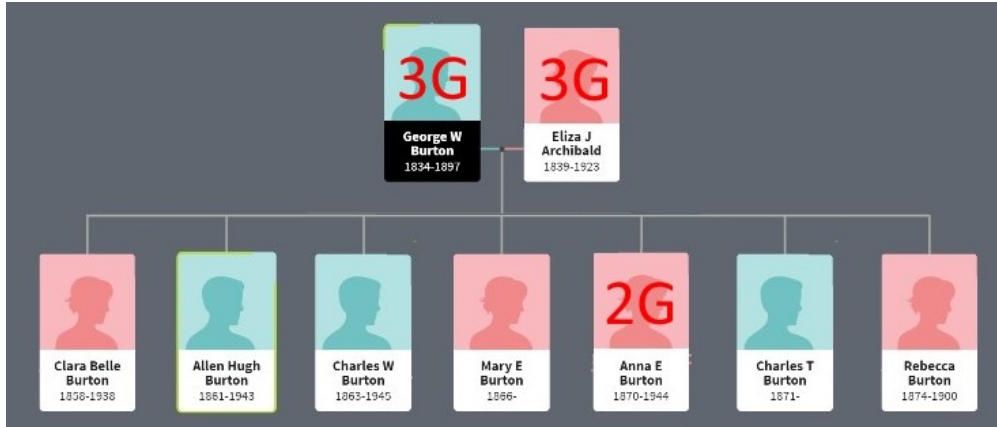 3G
George W
Burton
1834-1897
3G
Eliza J
Archibald
1839-1923
Clara Belle
Burton
1858-1938
Allen Hugh
Burton
1861-1943
Charles W
Burton
1863-1945
Mary E
Burton
1866-
2G
Anna E
Burton
1870-1944
Charles T
Burton
1871-
Rebecca
Burton
1874-1900